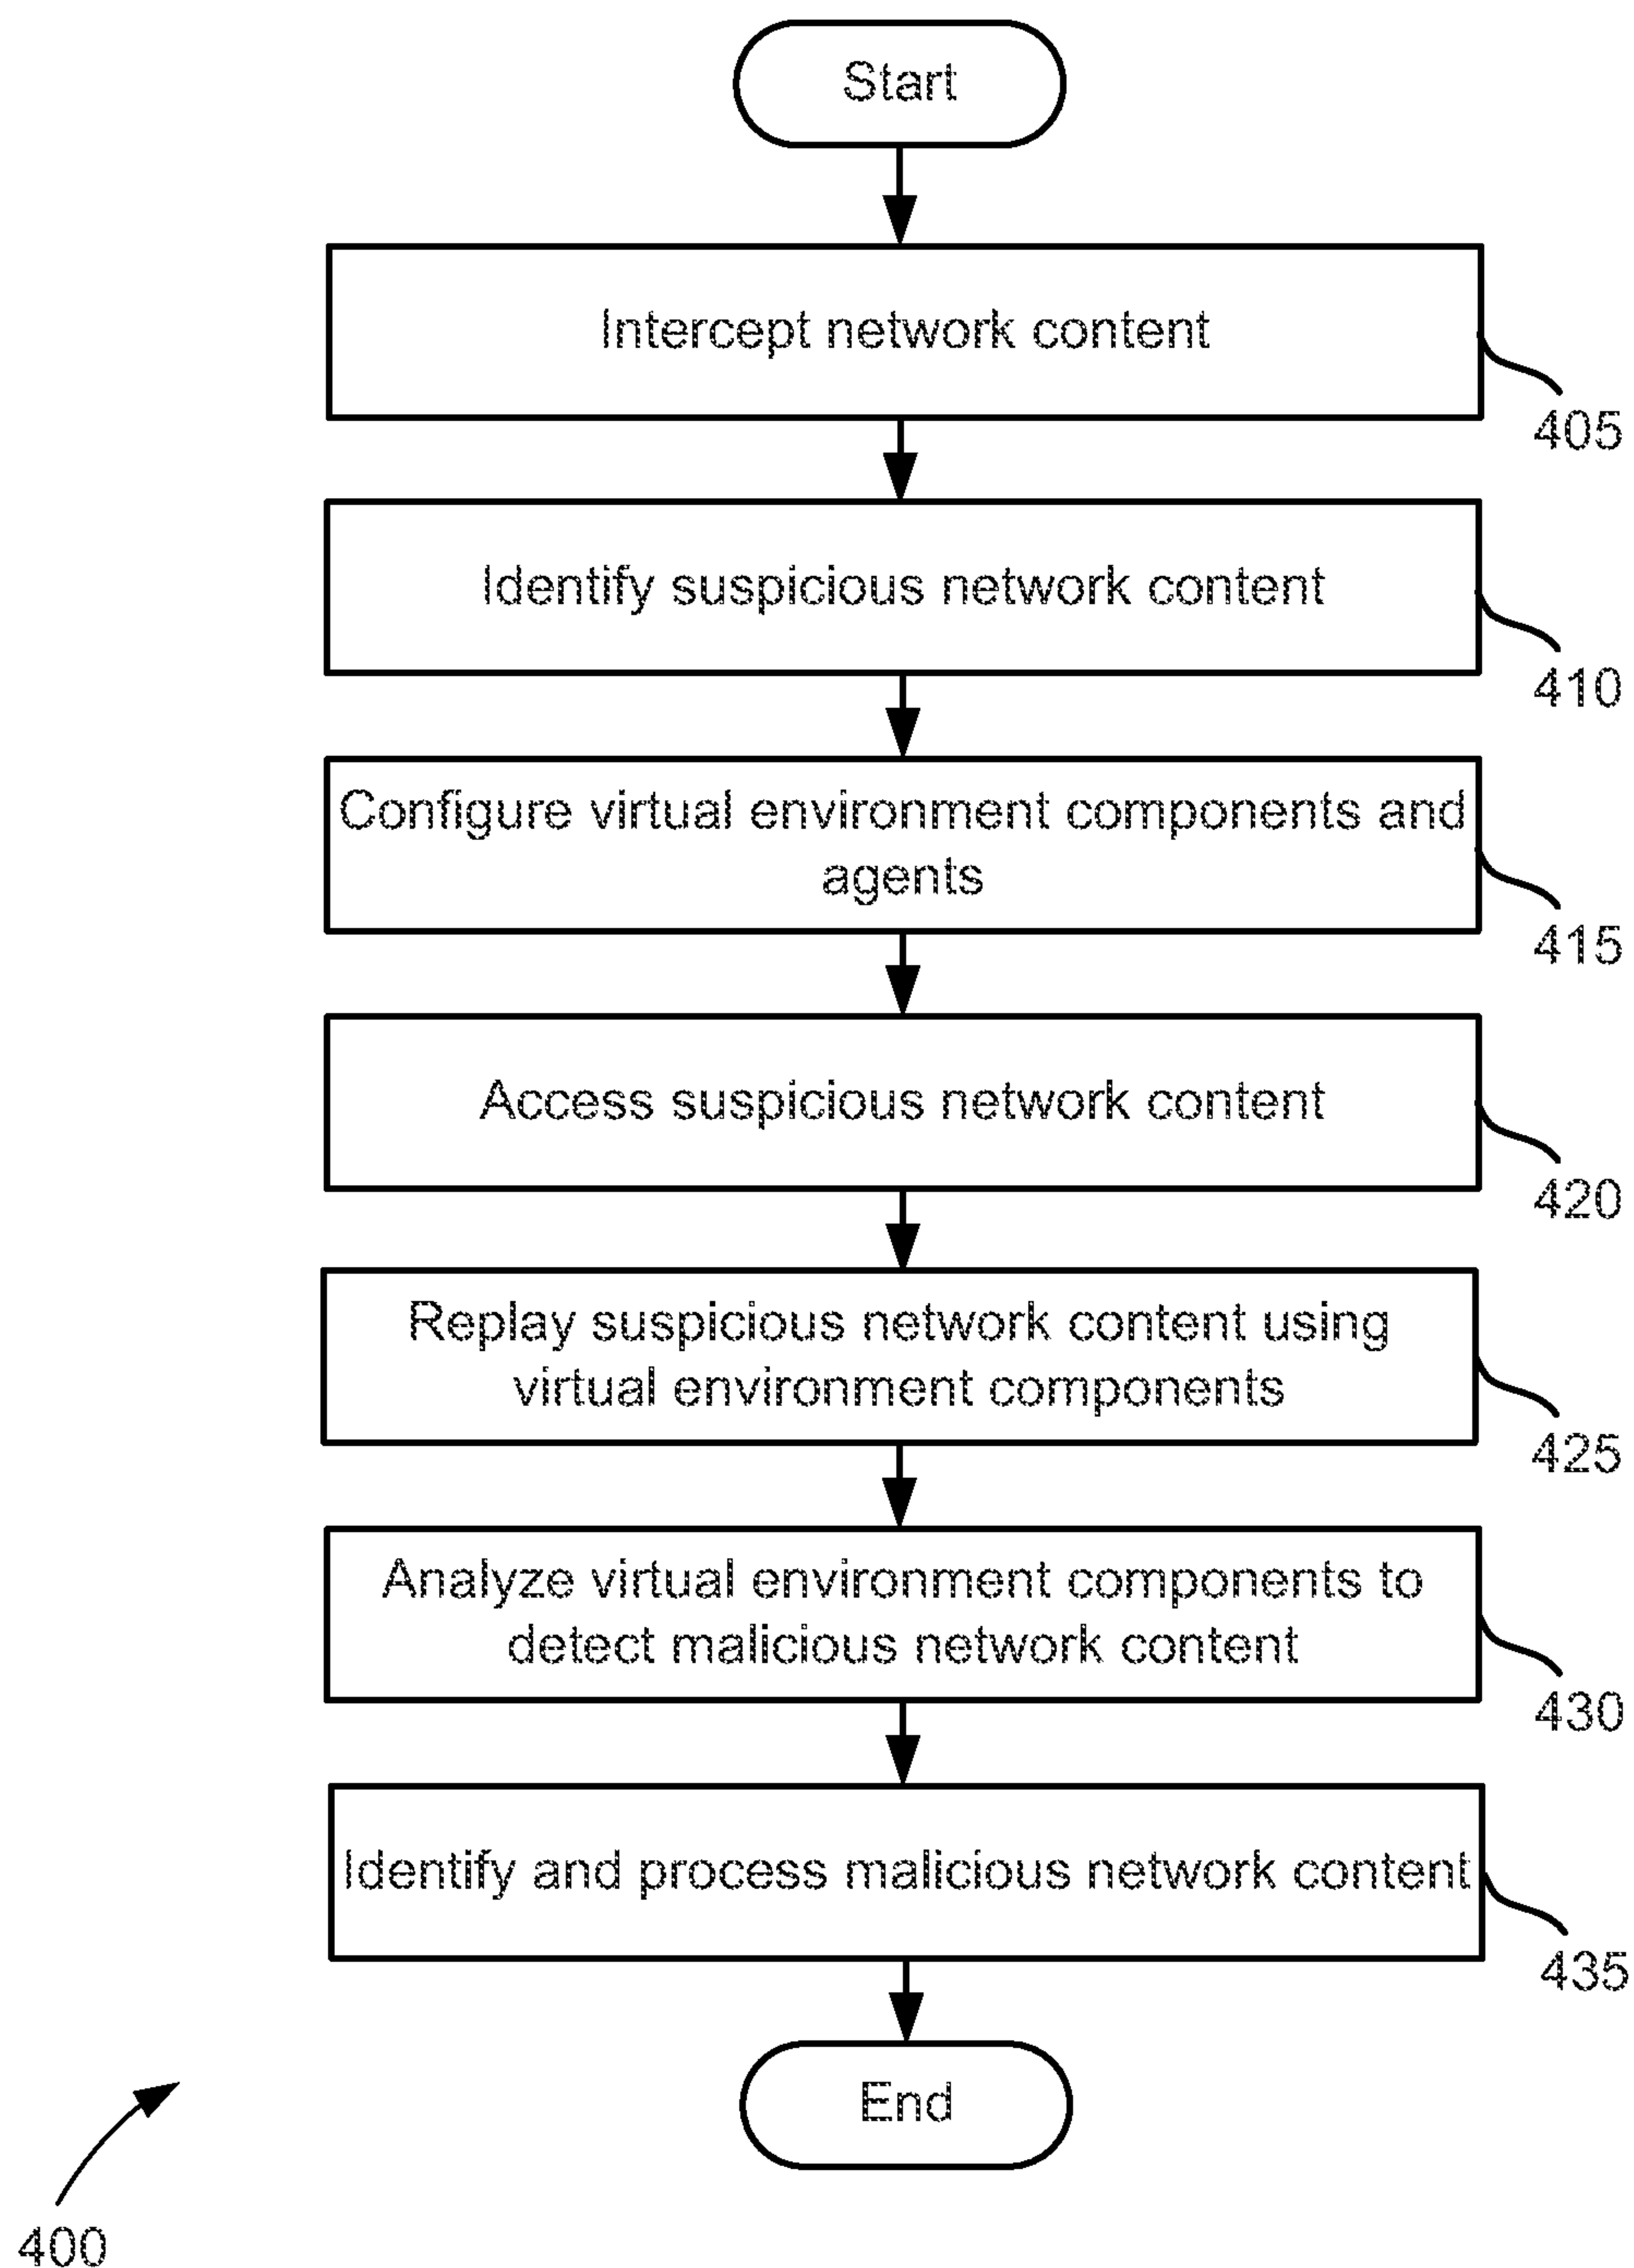 Start
Intercept network content
405
Identify suspicious network content
410
Configure virtual environment components and
agents
415
Access suspicious network content
420
Replay suspicious network content using
virtual environment components
425
Analyze virtual environment components to
detect malicious network content
430
Identify and process malicious network content
435
End
400